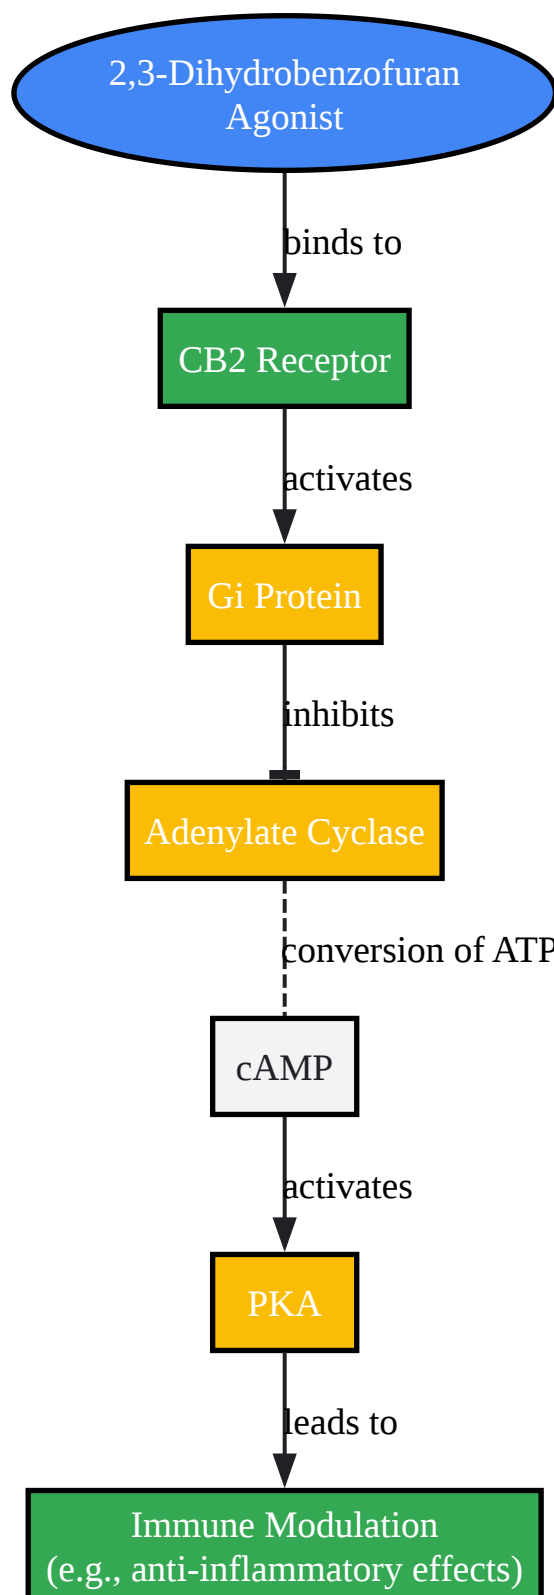 2,3-Dihydrobenzofuran
Agonist
binds to
CB2 Receptor
activates
Gi Protein
inhibits
Adenylate Cyclase
conversion of ATP
cAMP
activates
PKA
leads to
Immune Modulation
(e.g., anti-inflammatory effects)